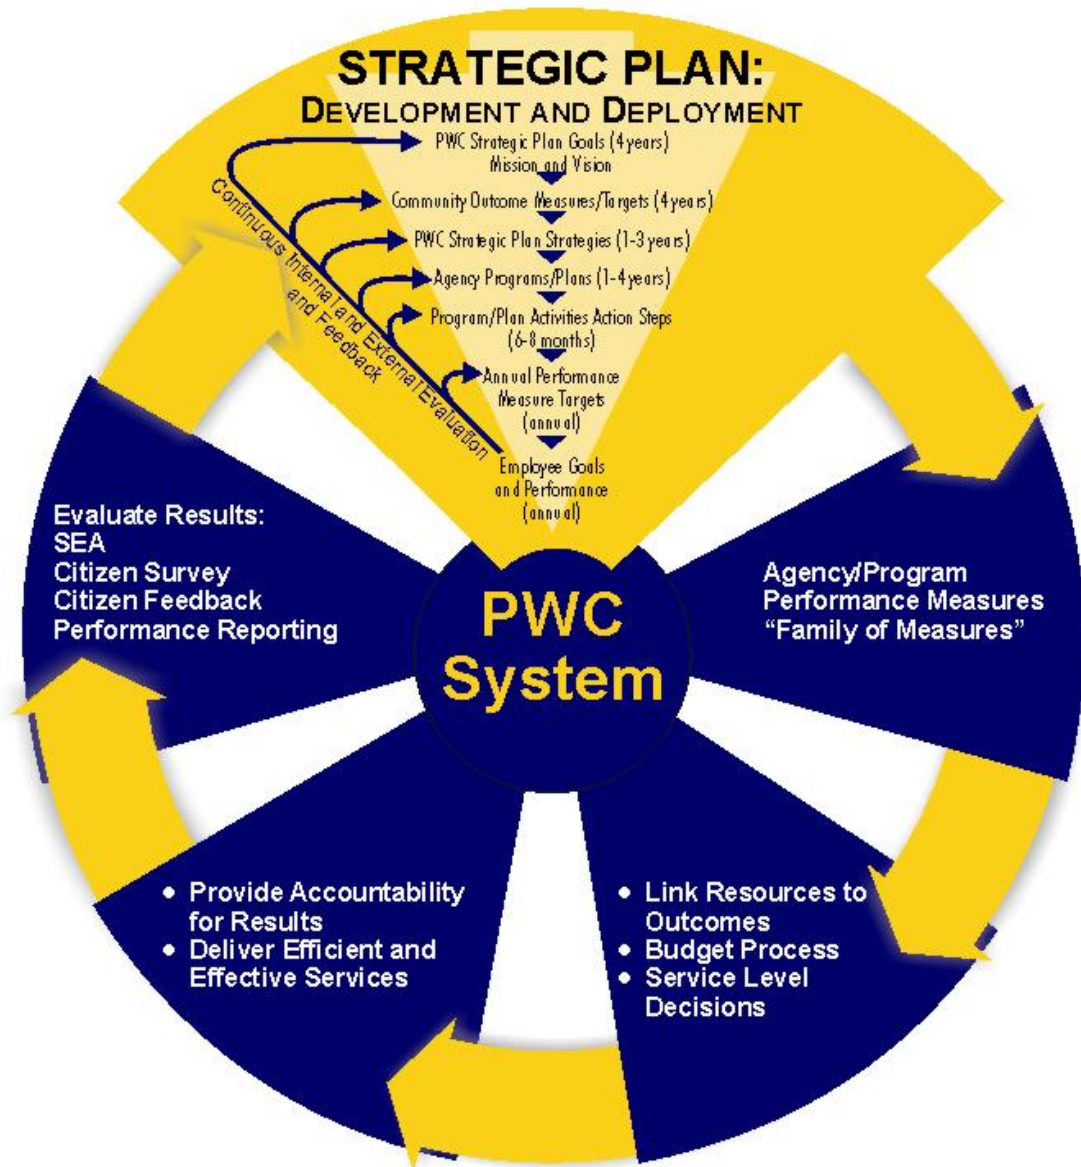 STRATEGIC PLAN:
DEVELOPMENT AND DEPLOYMENT
PWC Strategic Plan Goals (4 years)
Mission and Vision
Community Outcome Measures/Targets (4 years)
PWC Strategic Plan Strategies (1-3 years)
Agency Programs/Plans (1-4 years)
Program/Plan Activities Action Steps
(6-8 months)
Annual Performance
Measure Targets
(annual)
Employee Goals
and Performance
(annual)
Continuous Internal and External Evaluation
and Feedback
Agency/Program
Performance Measures
“Family of Measures”
• Link Resources to
Outcomes
• Budget Process
• Service Level
Decisions
• Provide Accountability
for Results
• Deliver Efficient and
Effective Services
Evaluate Results:
SEA
Citizen Survey
Citizen Feedback
Performance Reporting
PWC
System